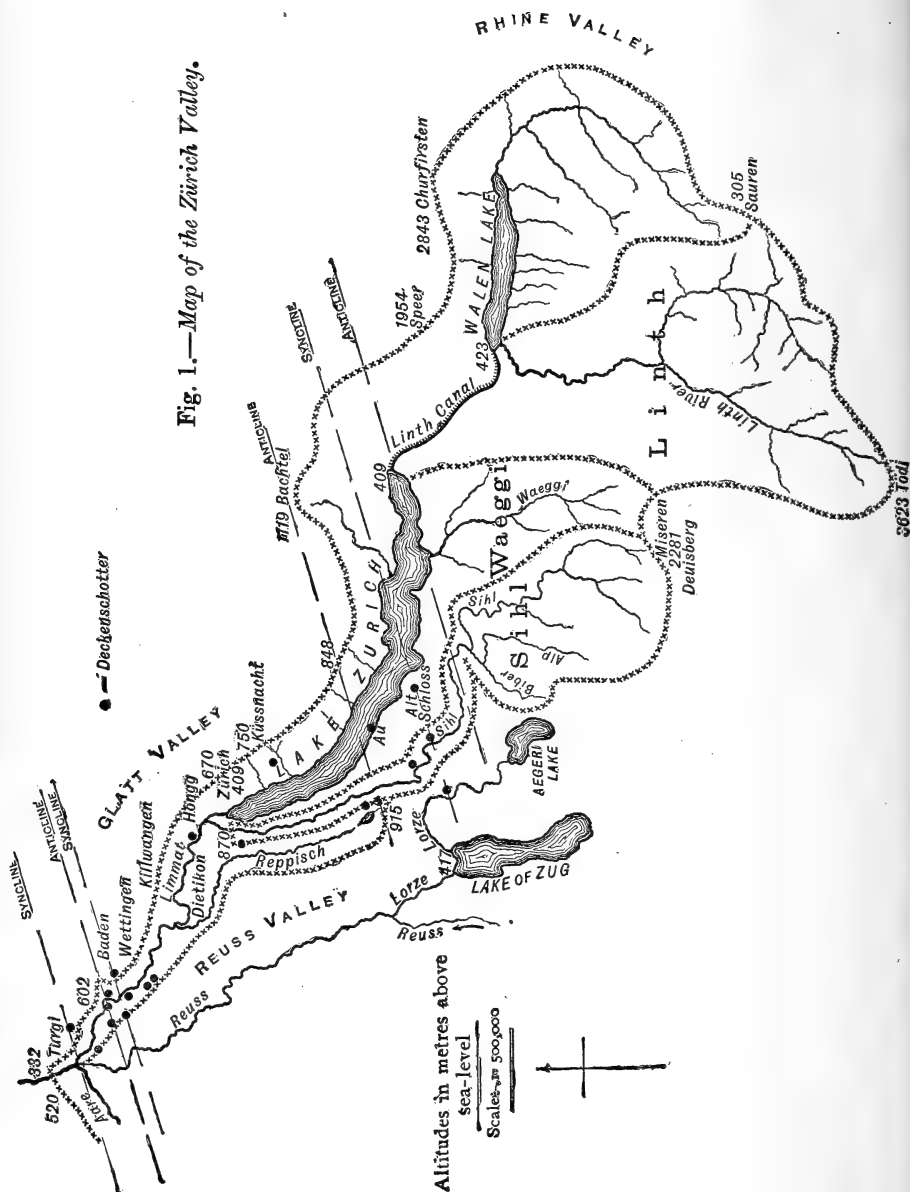 Fig. 1.—Map of the Zürich Valley.
RHINE VALLEY
2843 Churfirsten
1954
Speer
WALEN LAKE
305
Sauren
423
Linth Canal
Linth
Linth River
3623 Tödi
SYNCLINE
ANTICLINE
ANTICLINE
1119 Bachtel
409
Waeggi
Waeggi
Miseren
2281
Deuisberg
Sihl
Sihl
Alp
Biber
848
LAKE ZÜRICH
Alt
Schloss
Au
Sihl
●—Deckenschotter
GLATT VALLEY
750
Küssnacht
670
Zürich
409
870
Höngg
Limmat
Killwangen
Dietikon
Reppisch
915
Lorze
ÆGERI
LAKE
417
LAKE OF ZUG
Lorze
Reuss
REUSS VALLEY
Reuss
SYNCLINE
ANTICLINE
SYNCLINE
Wettingen
Baden
602
Turgi
332
520
Aare
Altitudes in metres above
sea-level
Scale 500,000